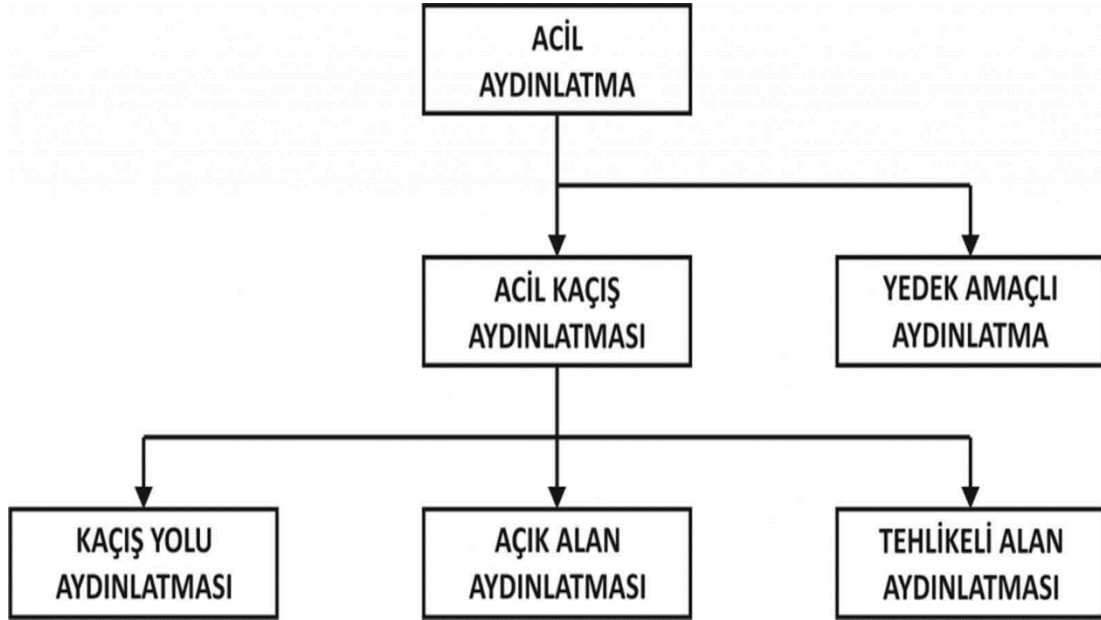 ACİL
AYDINLATMA
ACİL KAÇIŞ
AYDINLATMASI
YEDEK AMAÇLI
AYDINLATMA
KAÇIŞ YOLU
AYDINLATMASI
AÇIK ALAN
AYDINLATMASI
TEHLİKELİ ALAN
AYDINLATMASI